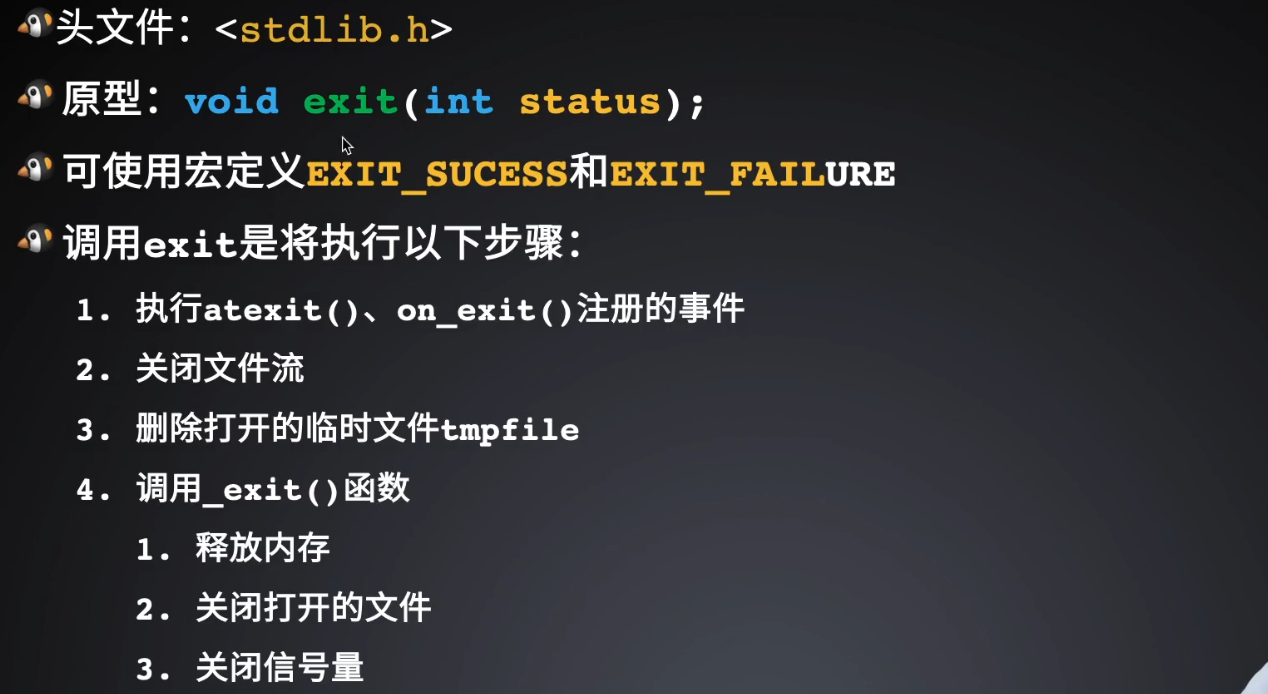 头文件：<stdlib.h>
原型：void exit(int status);
可使用宏定义EXIT_SUCESS和EXIT_FAILURE
调用exit是将执行以下步骤：
1. 执行atexit()、on_exit()注册的事件
2. 关闭文件流
3. 删除打开的临时文件tmpfile
4. 调用_exit()函数
1. 释放内存
2. 关闭打开的文件
3. 关闭信号量